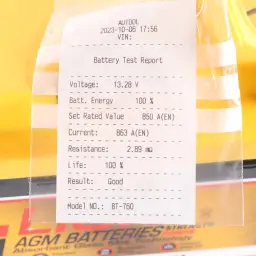 AUTOOL
2023-10-06 17:56
VIN:
Battery Test Report
Voltage: 13.28 V
Batt. Energy 100 %
Set Rated Value 850 A(EN)
Current: 863 A(EN)
Resistance: 2.89 mΩ
Life: 100 %
Result: Good
Model NO.: BT-760
AGM BATTERIES